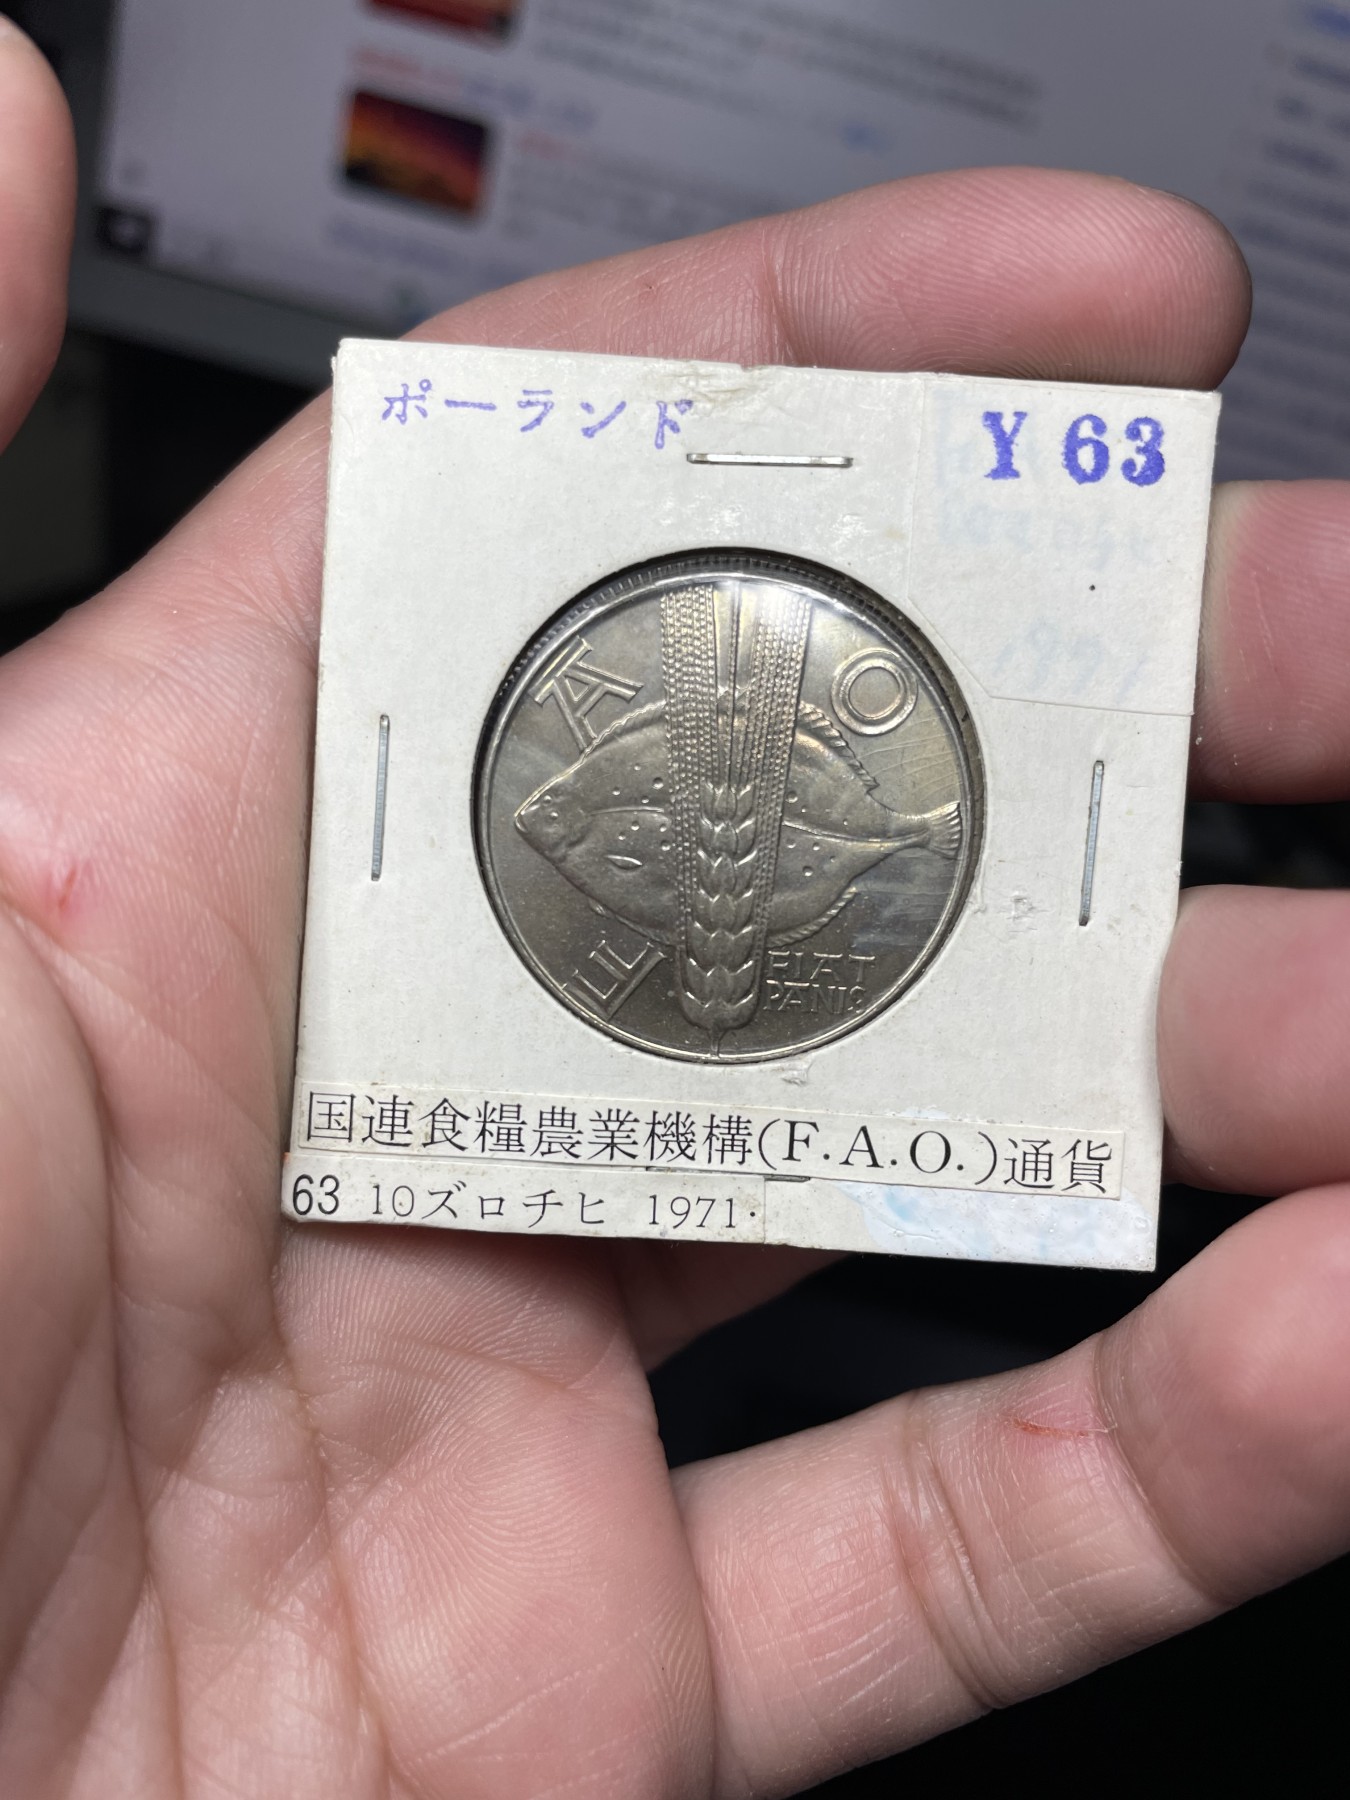 ポーランド
Y 63
FAO
FIAT
PANIS
国連食糧農業機構(F.A.O.)通貨
63 10ズロチヒ 1971.